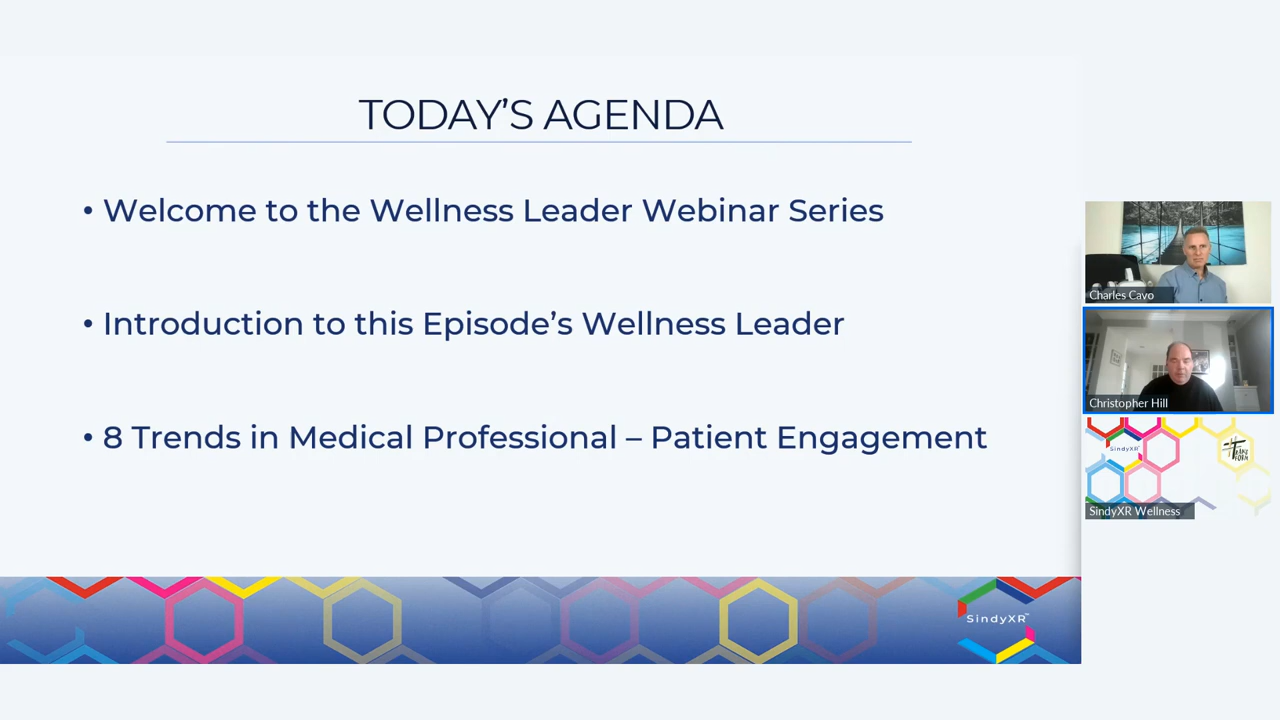 TODAY'S AGENDA
• Welcome to the Wellness Leader Webinar Series
• Introduction to this Episode's Wellness Leader
• 8 Trends in Medical Professional – Patient Engagement
SindyXR™
Charles Cavo
Christopher Hill
SindyXR
SindyXR Wellness